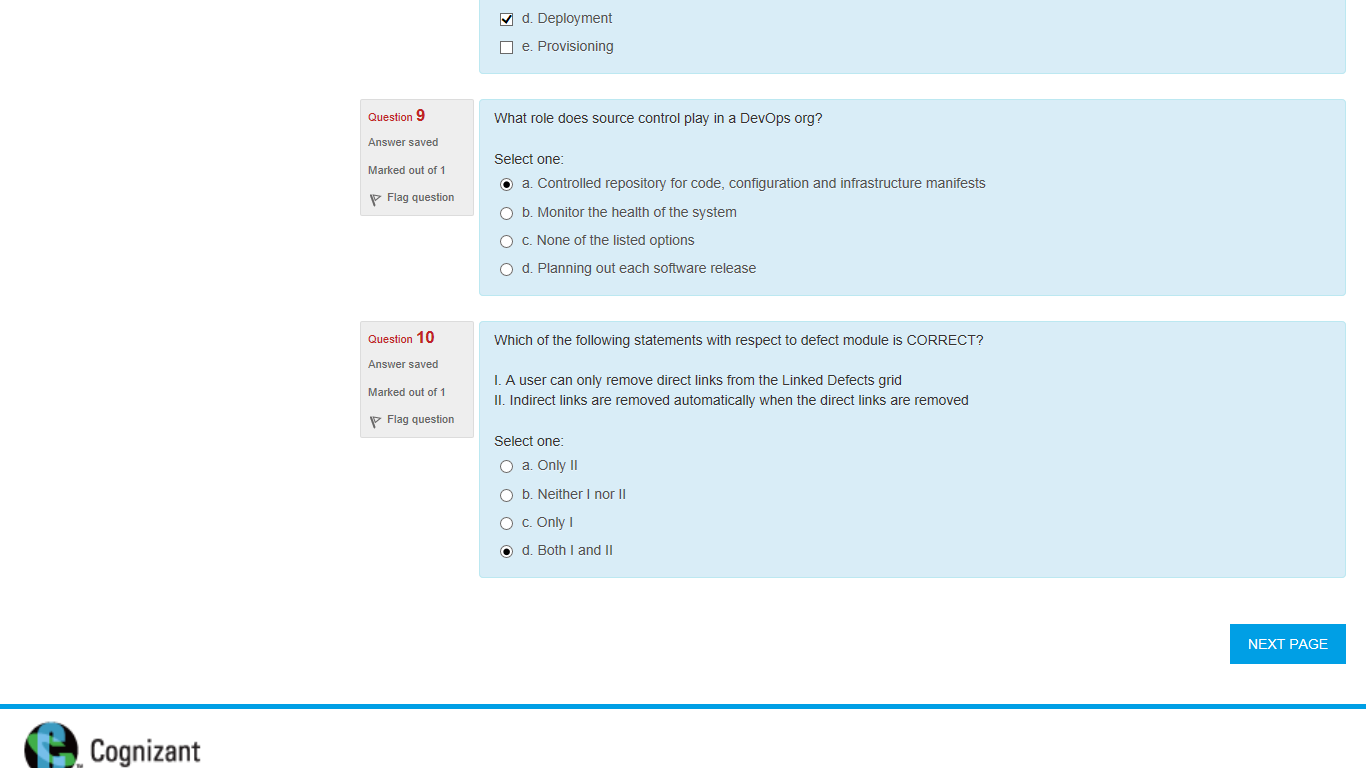 d. Deployment
e. Provisioning
Question 9
Answer saved
Marked out of 1
Flag question
What role does source control play in a DevOps org?
Select one:
a. Controlled repository for code, configuration and infrastructure manifests
b. Monitor the health of the system
c. None of the listed options
d. Planning out each software release
Question 10
Answer saved
Marked out of 1
Flag question
Which of the following statements with respect to defect module is CORRECT?
I. A user can only remove direct links from the Linked Defects grid
II. Indirect links are removed automatically when the direct links are removed
Select one:
a. Only II
b. Neither I nor II
c. Only I
d. Both I and II
NEXT PAGE
Cognizant